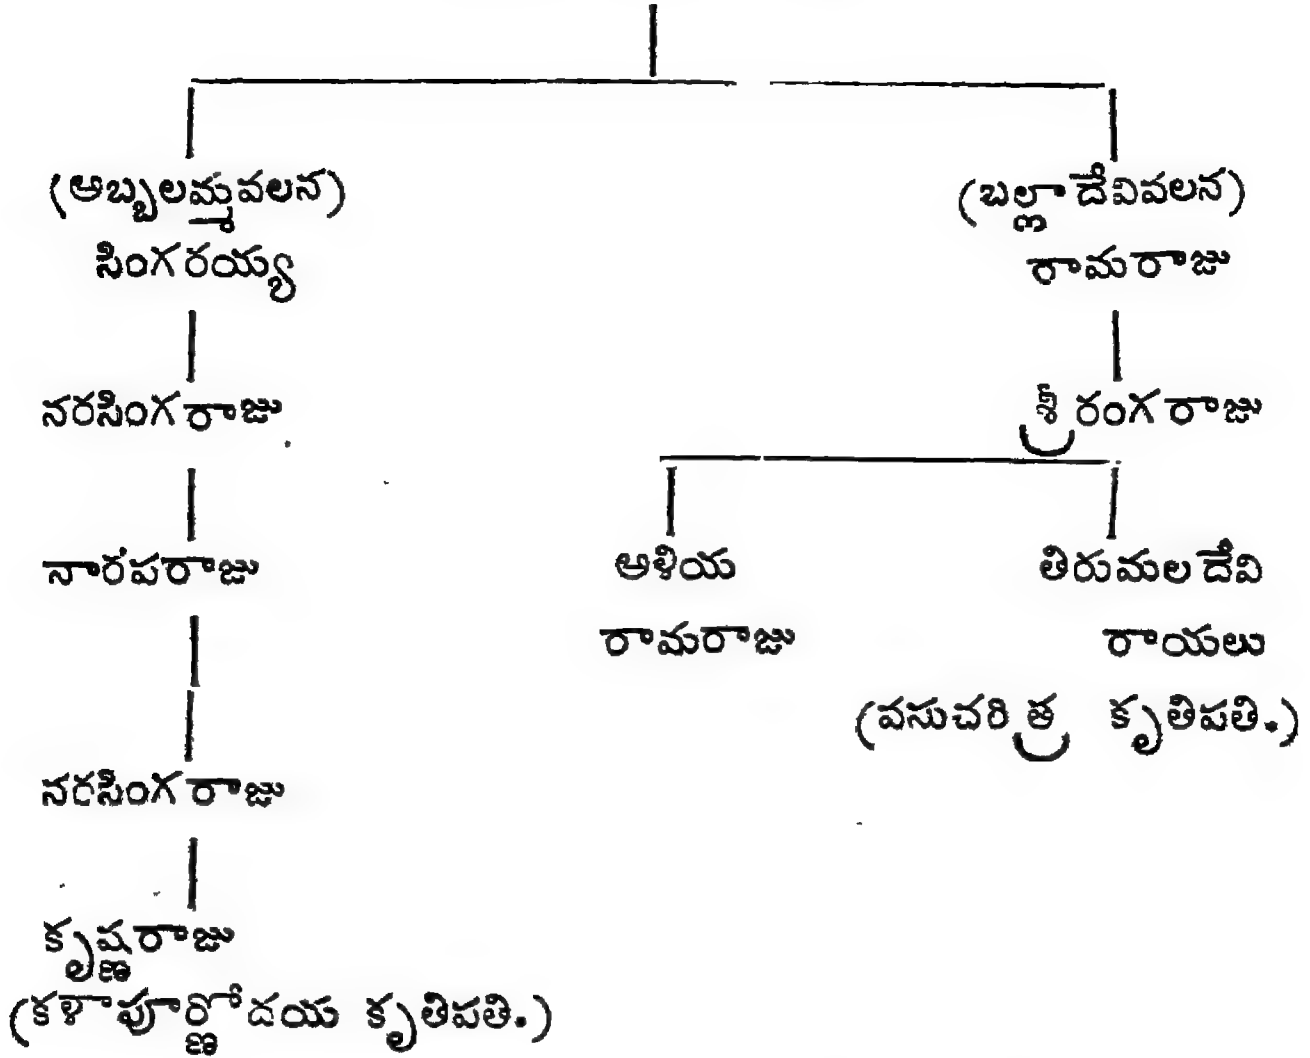 (అబ్బలమ్మవలన)
సింగరయ్య
నరసింగరాజు
నారపరాజు
నరసింగరాజు
కృష్ణరాజు
(కళాపూర్ణోదయ కృతిపతి.)
(బల్లాదేవివలన)
రామరాజు
శ్రీరంగరాజు
అళియ
రామరాజు
తిరుమలదేవి
రాయలు
(వసుచరిత్ర కృతిపతి.)